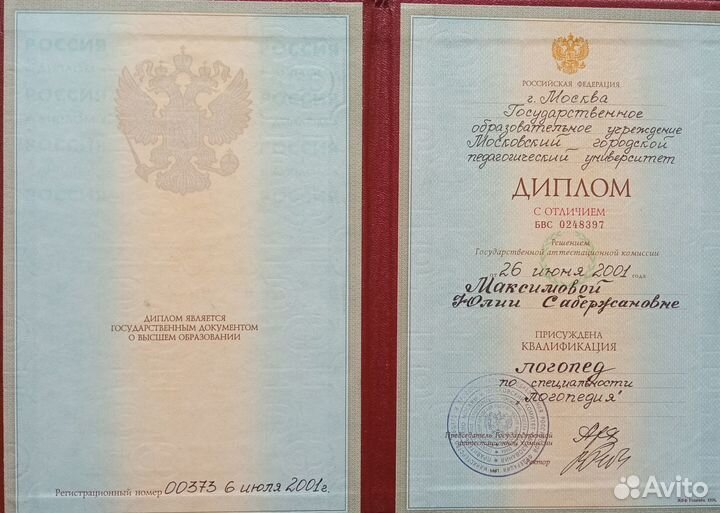 ДИПЛОМ ЯВЛЯЕТСЯ
ГОСУДАРСТВЕННЫМ ДОКУМЕНТОМ
О ВЫСШЕМ ОБРАЗОВАНИИ
Регистрационный номер 00373 6 июля 2001г.
РОССИЙСКАЯ ФЕДЕРАЦИЯ
г. Москва
Государственное
образовательное учреждение
Московский городской
педагогический университет
ДИПЛОМ
С ОТЛИЧИЕМ
БВС 0248397
Решением
Государственной аттестационной комиссии
от 26 июня 2001 года
Максимовой
Юлии Сабержановне
ПРИСУЖДЕНА
КВАЛИФИКАЦИЯ
логопед
по специальности
"логопедия"
Председатель Государственной
аттестационной комиссии
Ректор
Avito